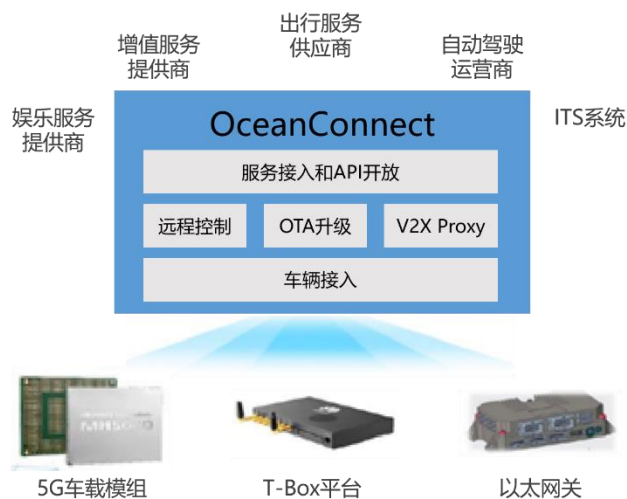 出行服务
供应商
增值服务
提供商
自动驾驶
运营商
娱乐服务
提供商
ITS系统
OceanConnect
服务接入和API开放
远程控制
OTA升级
V2X Proxy
车辆接入
5G车载模组
T-Box平台
以太网关